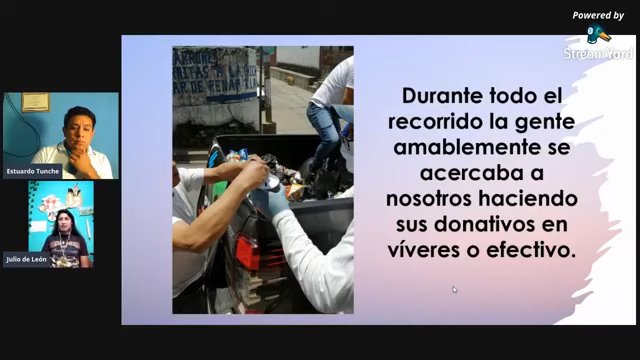 Powered by
StreamYard
Durante todo el
recorrido la gente
amablemente se
acercaba a
nosotros haciendo
sus donativos en
víveres o efectivo.
Estuardo Tunche
Julio de León